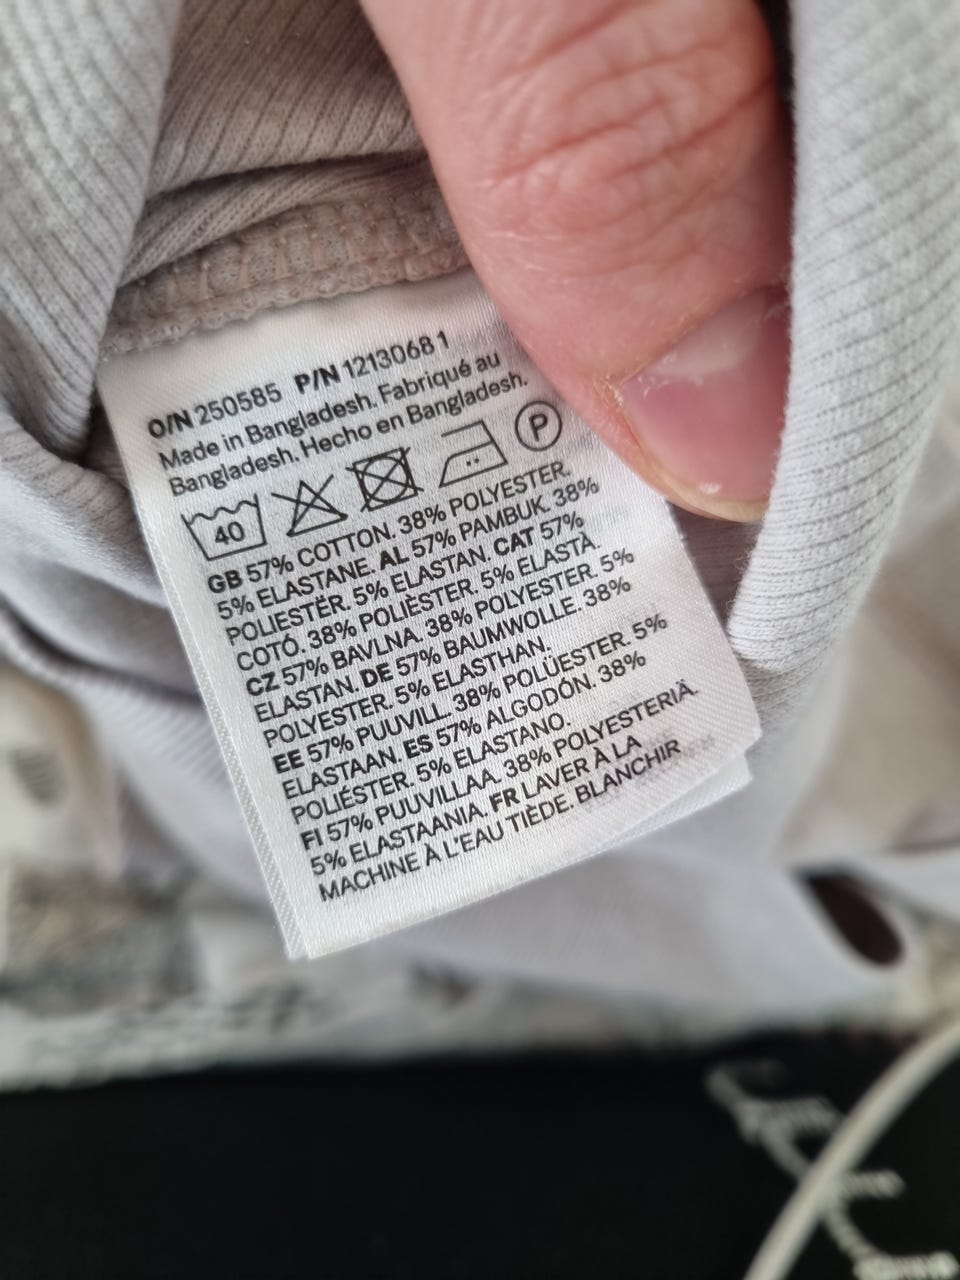 O/N 250585 P/N 1213068 1
Made in Bangladesh. Fabriqué au
Bangladesh. Hecho en Bangladesh.
40 P
GB 57% COTTON. 38% POLYESTER.
5% ELASTANE. AL 57% PAMBUK. 38%
POLIESTËR. 5% ELASTAN. CAT 57%
COTÓ. 38% POLIÈSTER. 5% ELASTÀ.
CZ 57% BAVLNA. 38% POLYESTER. 5%
ELASTAN. DE 57% BAUMWOLLE. 38%
POLYESTER. 5% ELASTHAN.
EE 57% PUUVILL. 38% POLÜESTER. 5%
ELASTAAN. ES 57% ALGODÓN. 38%
POLIÉSTER. 5% ELASTANO.
FI 57% PUUVILLAA. 38% POLYESTERIÄ.
5% ELASTAANIA. FR LAVER À LA
MACHINE À L'EAU TIÈDE. BLANCHIR